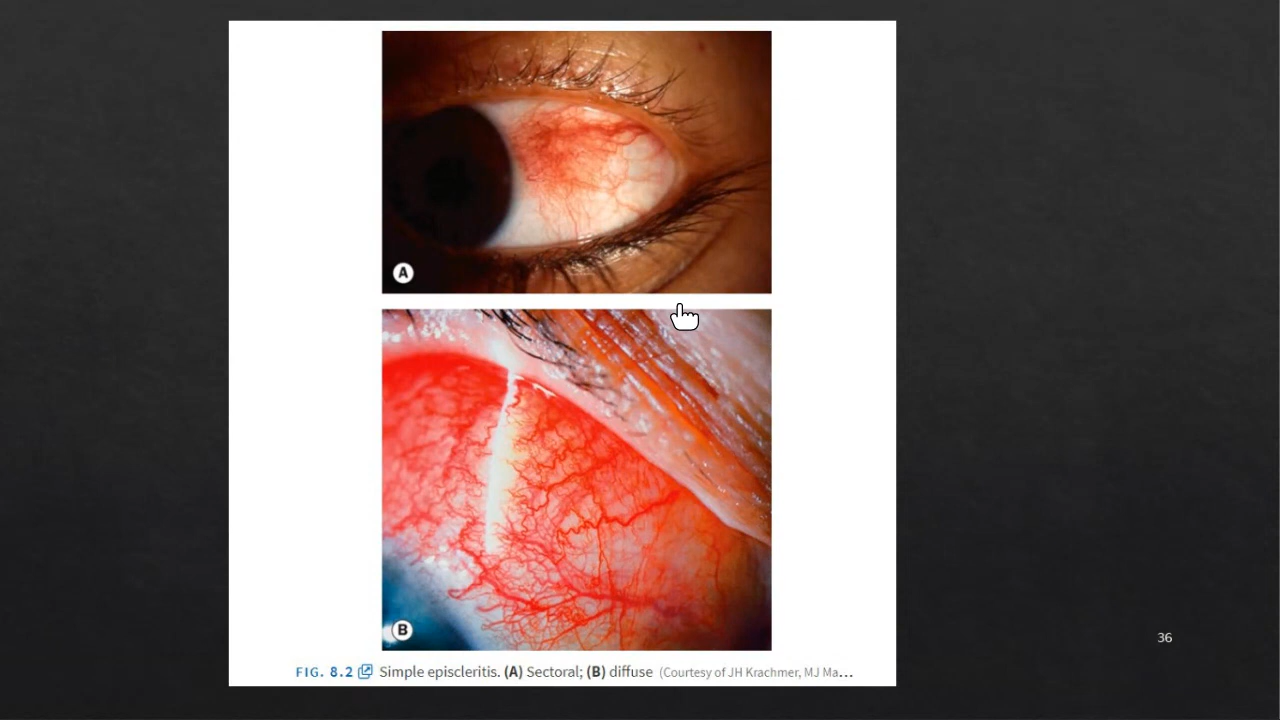 A
B
FIG. 8.2 Simple episcleritis. (A) Sectoral; (B) diffuse (Courtesy of JH Krachmer, MJ Ma...
36